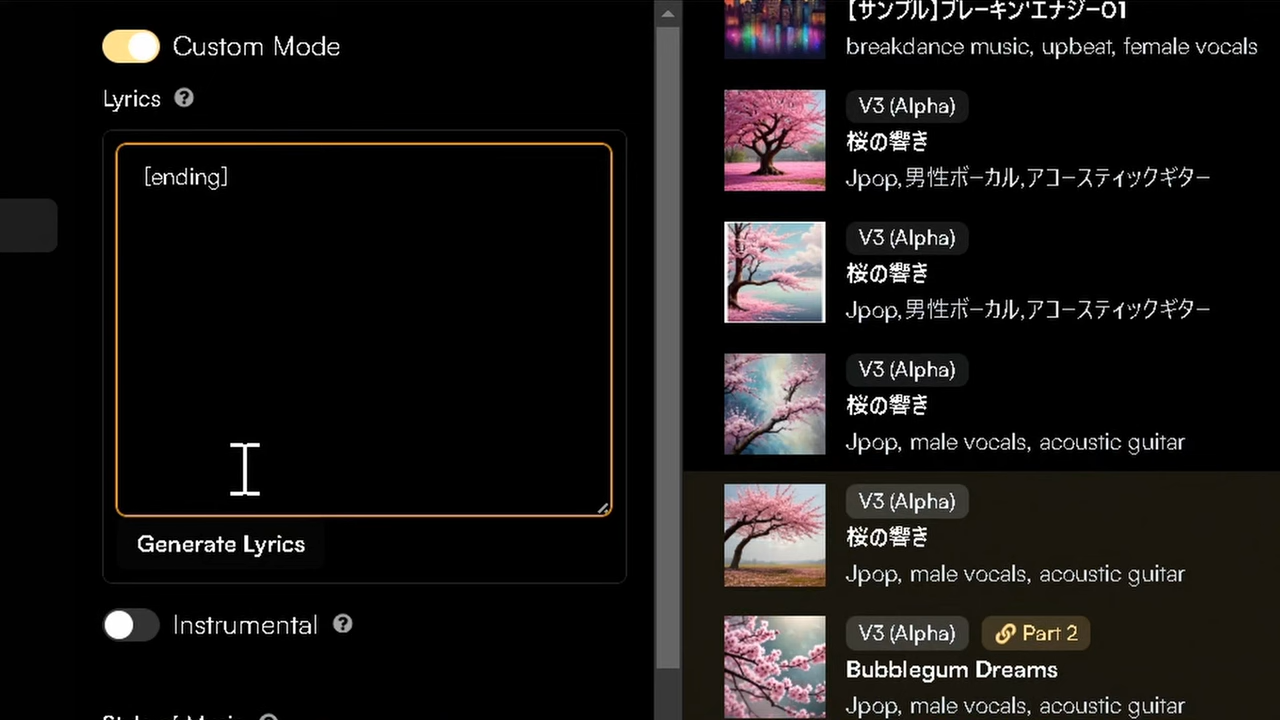 Custom Mode
Lyrics
[ending]
Generate Lyrics
Instrumental
【サンプル】ブレーキン'エナジー01
breakdance music, upbeat, female vocals
V3 (Alpha)
桜の響き
Jpop,男性ボーカル,アコースティックギター
V3 (Alpha)
桜の響き
Jpop,男性ボーカル,アコースティックギター
V3 (Alpha)
桜の響き
Jpop, male vocals, acoustic guitar
V3 (Alpha)
桜の響き
Jpop, male vocals, acoustic guitar
V3 (Alpha) Part 2
Bubblegum Dreams
Jpop, male vocals, acoustic guitar